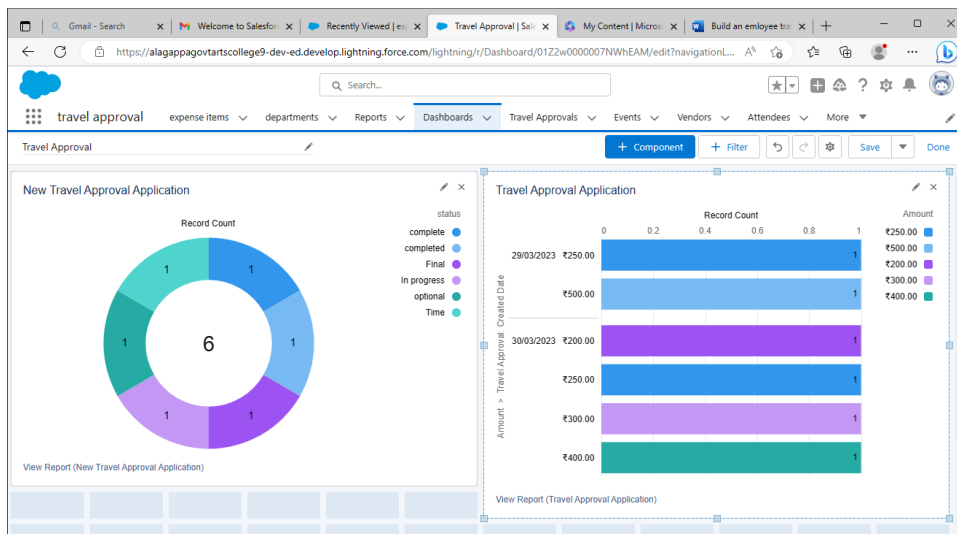 Gmail - Search
Welcome to Salesforc
Recently Viewed | exp
Travel Approval | Sale
My Content | Microso
Build an emloyee trav
https://alagappagovtartscollege9-dev-ed.develop.lightning.force.com/lightning/r/Dashboard/01Z2w0000007NWhEAM/edit?navigationL...
Search...
travel approval
expense items
departments
Reports
Dashboards
Travel Approvals
Events
Vendors
Attendees
More
Travel Approval
+ Component
+ Filter
Save
Done
New Travel Approval Application
Record Count
status
complete
completed
Final
In progress
optional
Time
1
1
1
1
1
1
6
View Report (New Travel Approval Application)
Travel Approval Application
Record Count
0 0.2 0.4 0.6 0.8 1
Amount
₹250.00
₹500.00
₹200.00
₹300.00
₹400.00
Amount > Travel Approval: Created Date
29/03/2023 ₹250.00 1
₹500.00 1
30/03/2023 ₹200.00 1
₹250.00 1
₹300.00 1
₹400.00 1
View Report (Travel Approval Application)